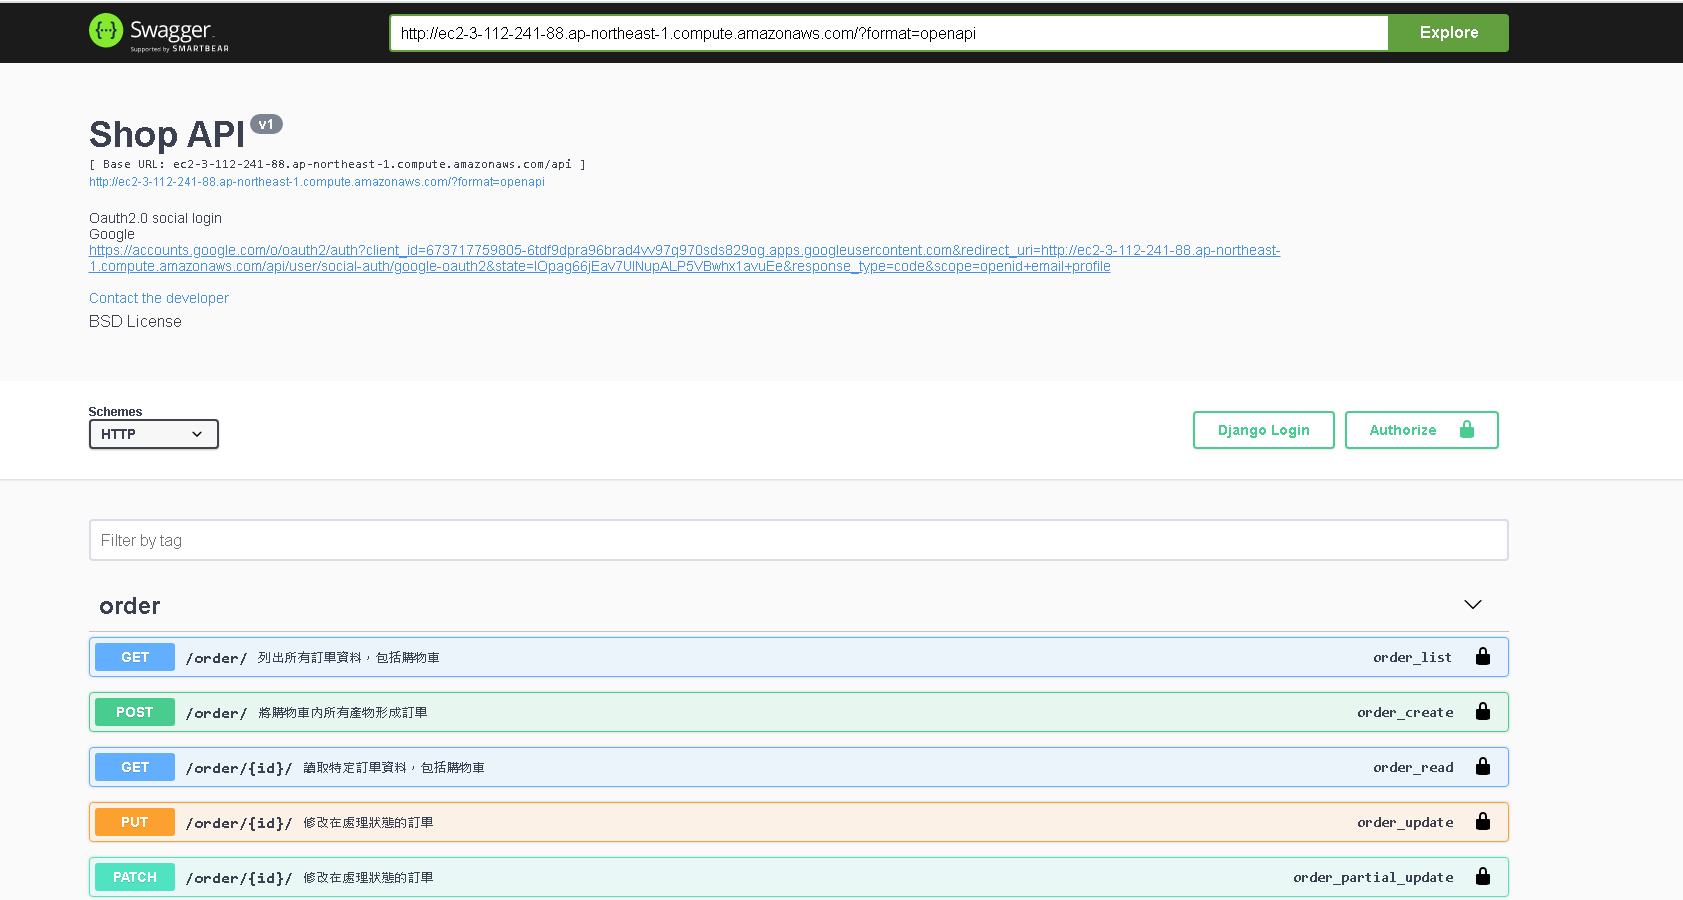 Swagger
Supported by SMARTBEAR
http://ec2-3-112-241-88.ap-northeast-1.compute.amazonaws.com/?format=openapi
Explore
Shop API v1
[ Base URL: ec2-3-112-241-88.ap-northeast-1.compute.amazonaws.com/api ]
http://ec2-3-112-241-88.ap-northeast-1.compute.amazonaws.com/?format=openapi
Oauth2.0 social login
Google
https://accounts.google.com/o/oauth2/auth?client_id=673717759805-6tdf9dpra96brad4vv97q970sds829og.apps.googleusercontent.com&redirect_uri=http://ec2-3-112-241-88.ap-northeast-
1.compute.amazonaws.com/api/user/social-auth/google-oauth2&state=IOpag66jEav7UINupALP5VBwhx1avuEe&response_type=code&scope=openid+email+profile
Contact the developer
BSD License
Schemes
HTTP
Django Login
Authorize
Filter by tag
order
GET /order/ 列出所有訂單資料，包括購物車 order_list
POST /order/ 將購物車內所有產物形成訂單 order_create
GET /order/{id}/ 讀取特定訂單資料，包括購物車 order_read
PUT /order/{id}/ 修改在處理狀態的訂單 order_update
PATCH /order/{id}/ 修改在處理狀態的訂單 order_partial_update